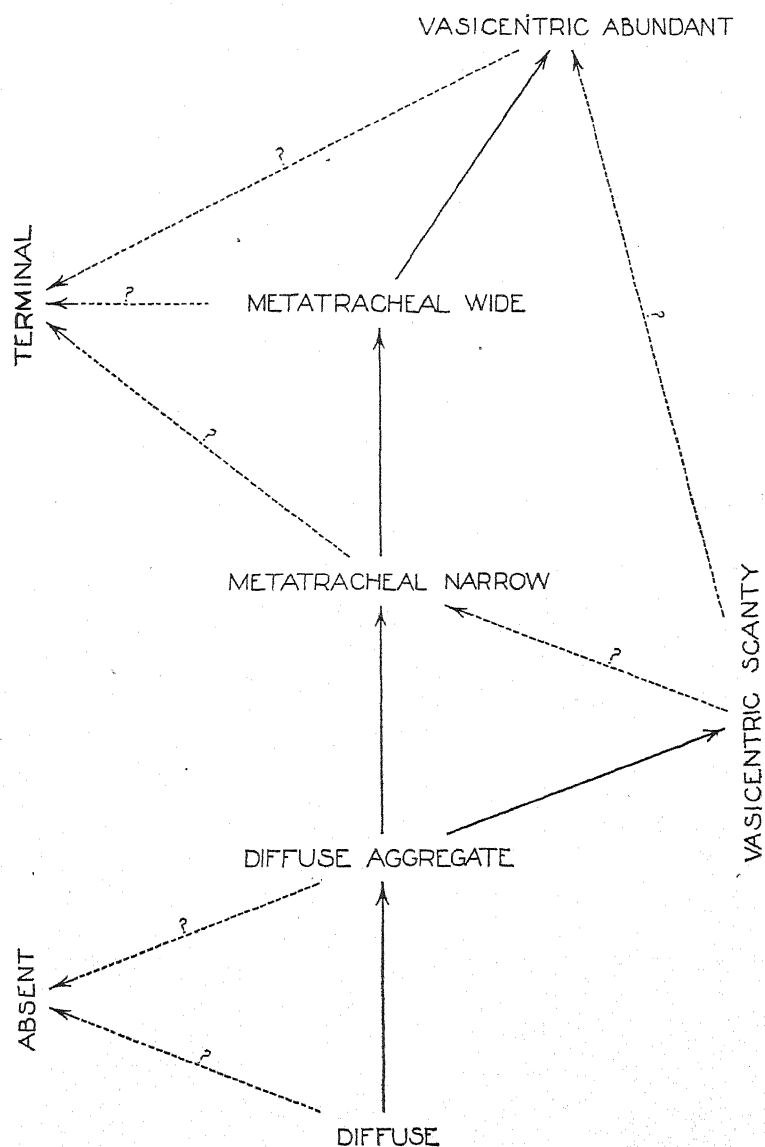 VASICENTRIC ABUNDANT
?
TERMINAL
?
METATRACHEAL WIDE
?
?
METATRACHEAL NARROW
?
VASICENTRIC SCANTY
DIFFUSE AGGREGATE
?
ABSENT
?
DIFFUSE